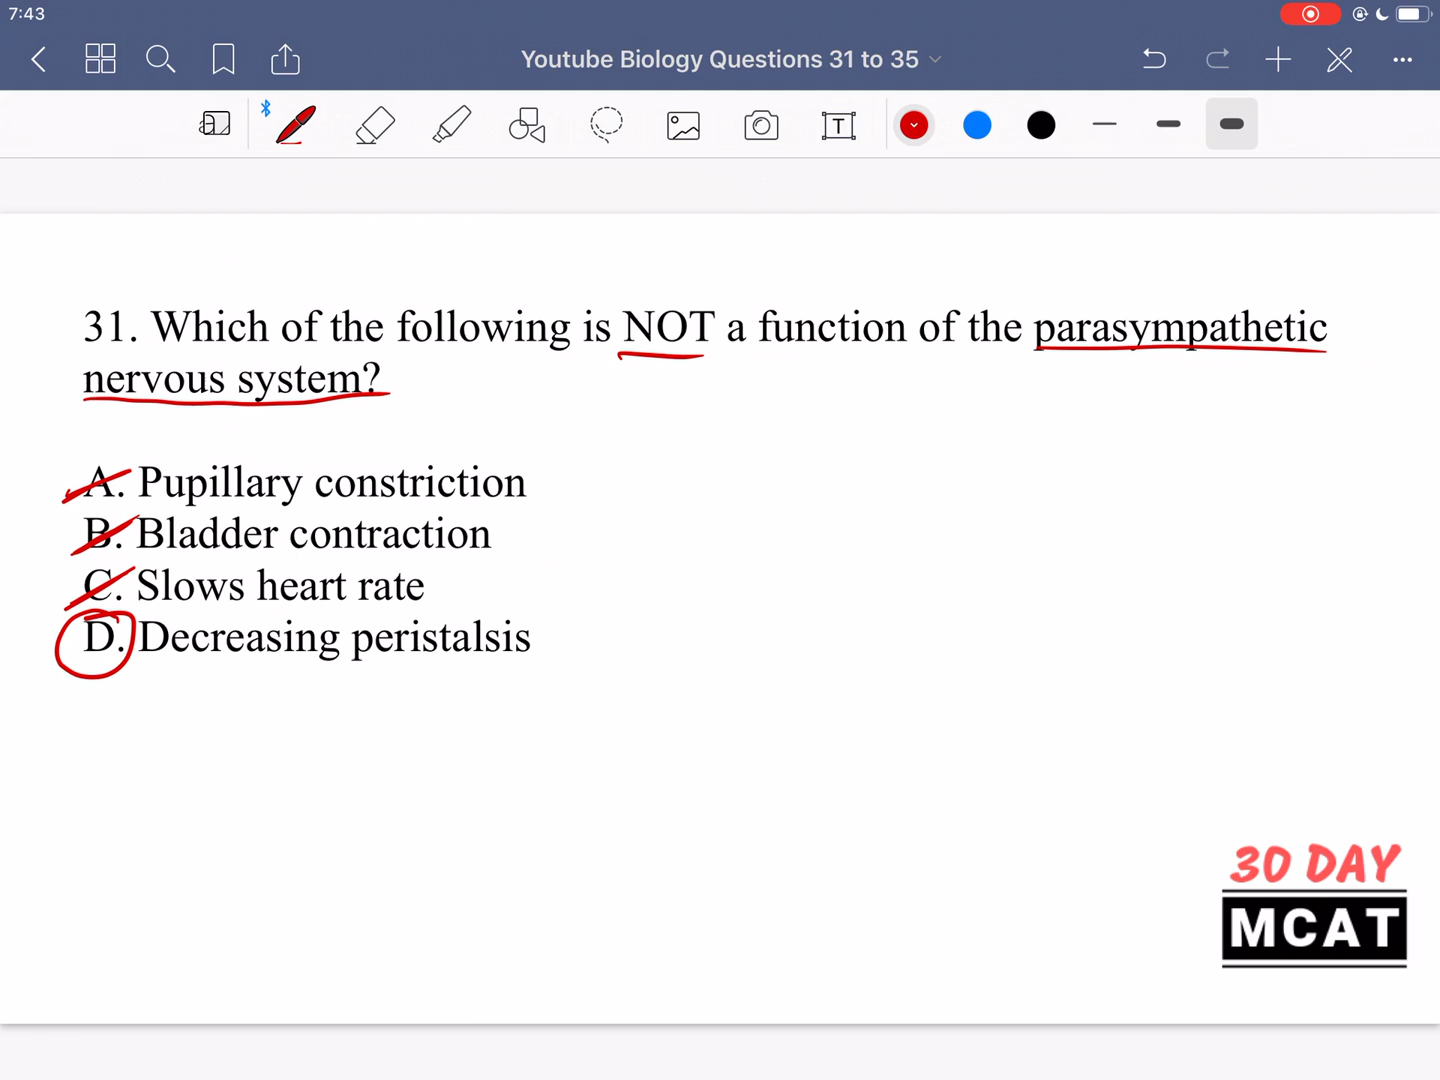 7:43
Youtube Biology Questions 31 to 35
T
31. Which of the following is NOT a function of the parasympathetic
nervous system?
A. Pupillary constriction
B. Bladder contraction
C. Slows heart rate
D. Decreasing peristalsis
30 DAY
MCAT